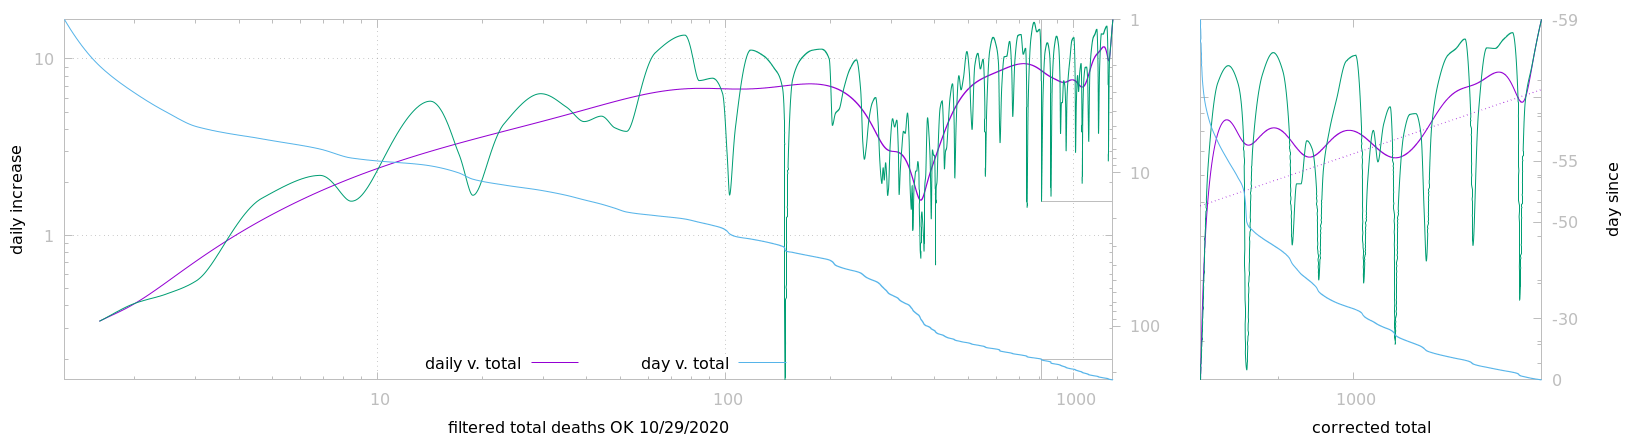 daily increase
10
1
daily v. total
day v. total
10
100
1000
filtered total deaths OK 10/29/2020
1
10
100
1000
corrected total
-59
-55
-50
-30
0
day since